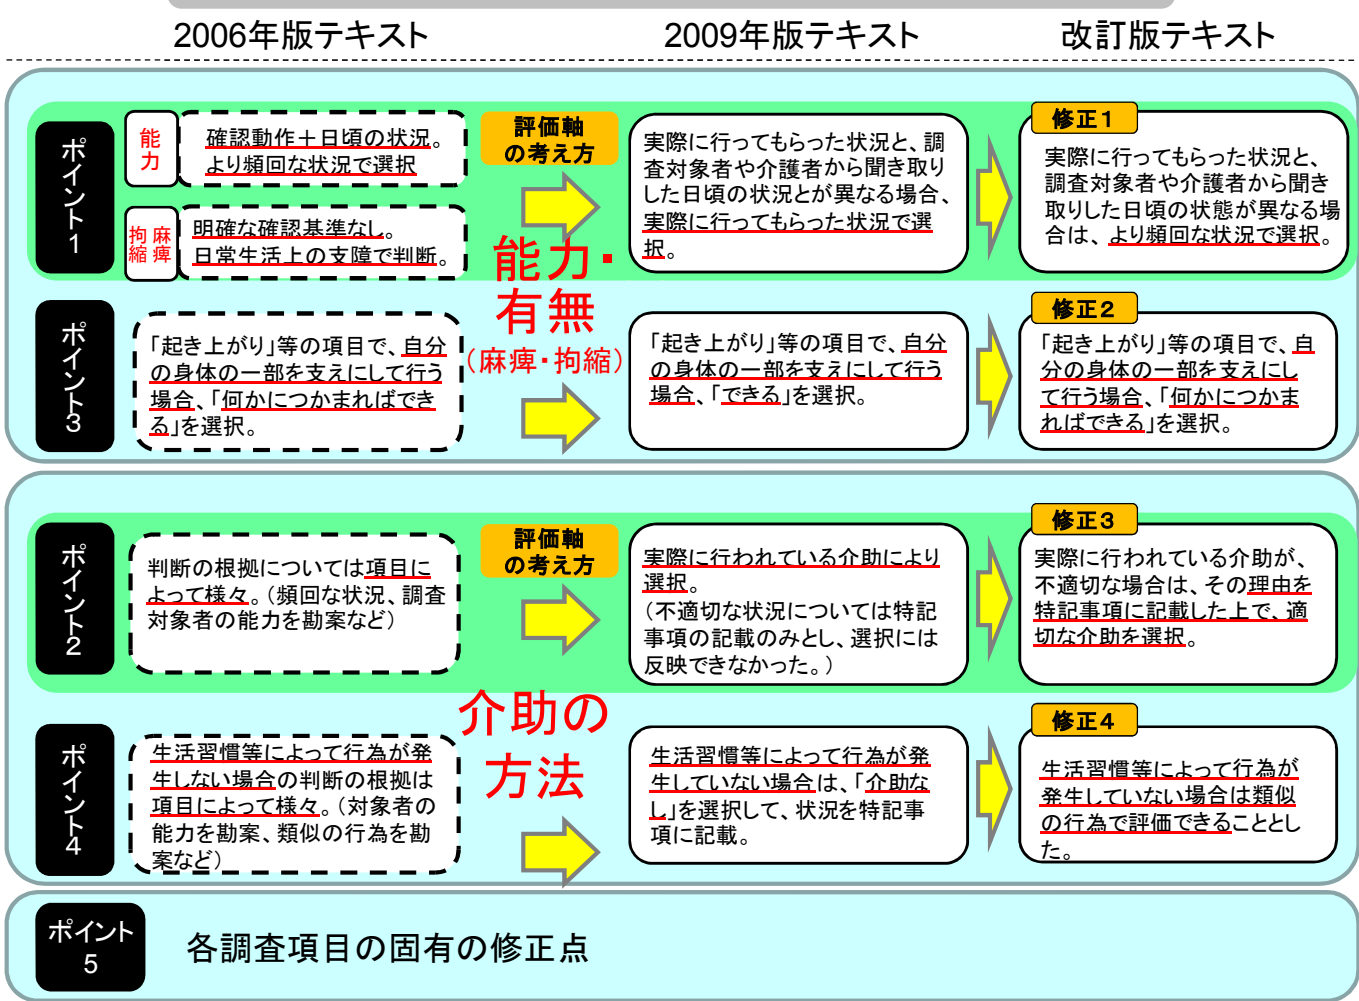 2006年版テキスト
2009年版テキスト
改訂版テキスト
ポイント1
能力
確認動作＋日頃の状況。
より頻回な状況で選択
麻痺
拘縮
明確な確認基準なし。
日常生活上の支障で判断。
評価軸
の考え方
実際に行ってもらった状況と、調
査対象者や介護者から聞き取り
した日頃の状況とが異なる場合、
実際に行ってもらった状況で選
択。
修正1
実際に行ってもらった状況と、
調査対象者や介護者から聞き
取りした日頃の状態が異なる場
合は、より頻回な状況で選択。
能力・
有無
（麻痺・拘縮）
ポイント3
「起き上がり」等の項目で、自分
の身体の一部を支えにして行う
場合、「何かにつかまればでき
る」を選択。
「起き上がり」等の項目で、自分
の身体の一部を支えにして行う
場合、「できる」を選択。
修正2
「起き上がり」等の項目で、自
分の身体の一部を支えにし
て行う場合、「何かにつかま
ればできる」を選択。
ポイント2
判断の根拠については項目に
よって様々。（頻回な状況、調査
対象者の能力を勘案など）
評価軸
の考え方
実際に行われている介助により
選択。
（不適切な状況については特記
事項の記載のみとし、選択には
反映できなかった。）
修正3
実際に行われている介助が、
不適切な場合は、その理由を
特記事項に記載した上で、適
切な介助を選択。
介助の
方法
ポイント4
生活習慣等によって行為が発
生しない場合の判断の根拠は
項目によって様々。（対象者の
能力を勘案、類似の行為を勘
案など）
生活習慣等によって行為が発
生していない場合は、「介助な
し」を選択して、状況を特記事
項に記載。
修正4
生活習慣等によって行為が
発生していない場合は類似
の行為で評価できることとし
た。
ポイント
5
各調査項目の固有の修正点